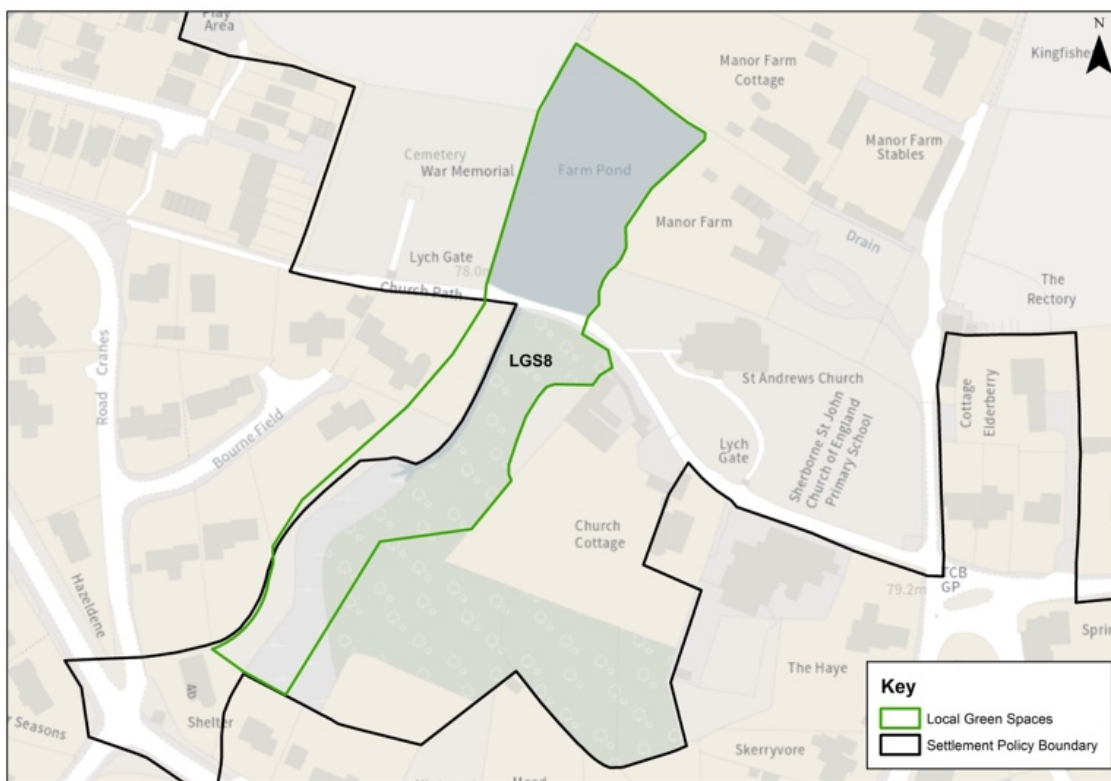 Play
Area
N
Kingfisher
Manor Farm
Cottage
Manor Farm
Stables
Cemetery
War Memorial
Farm Pond
Manor Farm
Drain
Lych Gate
78.0m
Church Path
The
Rectory
LGS8
St Andrews Church
Road Cranes
Bourne Field
Lych
Gate
Sherborne St John
Church of England
Primary School
Cottage
Elderberry
Church
Cottage
TCB
GP
79.2m
Hazeldene
The Haye
Sprin
4b
Shelter
r Seasons
Skerryvore
Mead
Key
Local Green Spaces
Settlement Policy Boundary